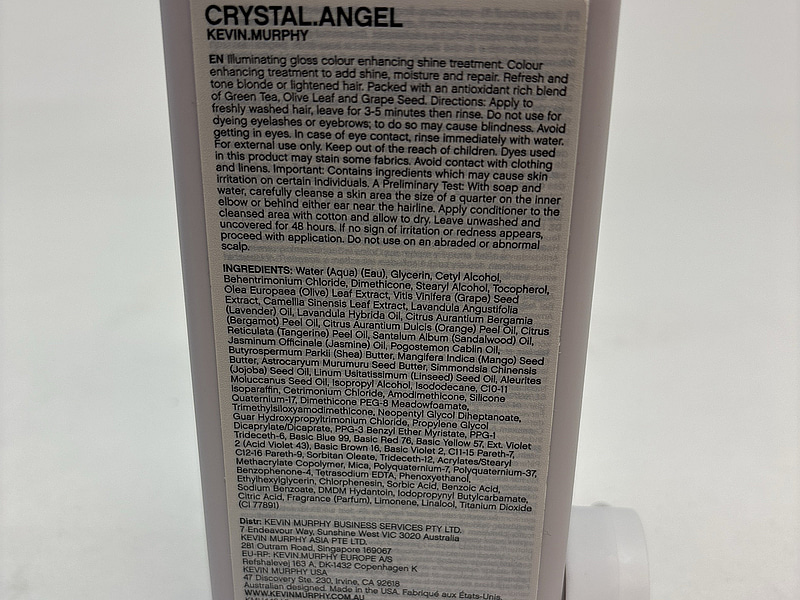 CRYSTAL.ANGEL
KEVIN.MURPHY
EN Illuminating gloss colour enhancing shine treatment. Colour
enhancing treatment to add shine, moisture and repair. Refresh and
tone blonde or lightened hair. Packed with an antioxidant rich blend
of Green Tea, Olive Leaf and Grape Seed. Directions: Apply to
freshly washed hair, leave for 3-5 minutes then rinse. Do not use for
dyeing eyelashes or eyebrows; to do so may cause blindness. Avoid
getting in eyes. In case of eye contact, rinse immediately with water.
For external use only. Keep out of the reach of children. Dyes used
in this product may stain some fabrics. Avoid contact with clothing
and linens. Important: Contains ingredients which may cause skin
irritation on certain individuals. A Preliminary Test: With soap and
water, carefully cleanse a skin area the size of a quarter on the inner
elbow or behind either ear near the hairline. Apply conditioner to the
cleansed area with cotton and allow to dry. Leave unwashed and
uncovered for 48 hours. If no sign of irritation or redness appears,
proceed with application. Do not use on an abraded or abnormal
scalp.
INGREDIENTS: Water (Aqua) (Eau), Glycerin, Cetyl Alcohol,
Behentrimonium Chloride, Dimethicone, Stearyl Alcohol, Tocopherol,
Olea Europaea (Olive) Leaf Extract, Vitis Vinifera (Grape) Seed
Extract, Camellia Sinensis Leaf Extract, Lavandula Angustifolia
(Lavender) Oil, Lavandula Hybrida Oil, Citrus Aurantium Bergamia
(Bergamot) Peel Oil, Citrus Aurantium Dulcis (Orange) Peel Oil, Citrus
Reticulata (Tangerine) Peel Oil, Santalum Album (Sandalwood) Oil,
Jasminum Officinale (Jasmine) Oil, Pogostemon Cablin Oil,
Butyrospermum Parkii (Shea) Butter, Mangifera Indica (Mango) Seed
Butter, Astrocaryum Murumuru Seed Butter, Simmondsia Chinensis
(Jojoba) Seed Oil, Linum Usitatissimum (Linseed) Seed Oil, Aleurites
Moluccanus Seed Oil, Isopropyl Alcohol, Isododecane, C10-11
Isoparaffin, Cetrimonium Chloride, Amodimethicone, Silicone
Quaternium-17, Dimethicone PEG-8 Meadowfoamate,
Trimethylsiloxyamodimethicone, Neopentyl Glycol Diheptanoate,
Guar Hydroxypropyltrimonium Chloride, Propylene Glycol
Dicaprylate/Dicaprate, PPG-3 Benzyl Ether Myristate, PPG-1
Trideceth-6, Basic Blue 99, Basic Red 76, Basic Yellow 57, Ext. Violet
2 (Acid Violet 43), Basic Brown 16, Basic Violet 2, C11-15 Pareth-7,
C12-16 Pareth-9, Sorbitan Oleate, Trideceth-12, Acrylates/Stearyl
Methacrylate Copolymer, Mica, Polyquaternium-7, Polyquaternium-37,
Benzophenone-4, Tetrasodium EDTA, Phenoxyethanol,
Ethylhexylglycerin, Chlorphenesin, Sorbic Acid, Benzoic Acid,
Sodium Benzoate, DMDM Hydantoin, Iodopropynyl Butylcarbamate,
Citric Acid, Fragrance (Parfum), Limonene, Linalool, Titanium Dioxide
(CI 77891)
Distr: KEVIN MURPHY BUSINESS SERVICES PTY LTD.
7 Endeavour Way, Sunshine West VIC 3020 Australia
KEVIN MURPHY ASIA PTE LTD.
281 Outram Road, Singapore 169067
EU-RP: KEVIN.MURPHY EUROPE A/S
Refshalevej 163 A, DK-1432 Copenhagen K
KEVIN MURPHY USA
47 Discovery Ste. 230, Irvine, CA 92618
Australian designed. Made in the USA. Fabriqué aux États-Unis.
WWW.KEVINMURPHY.COM.AU